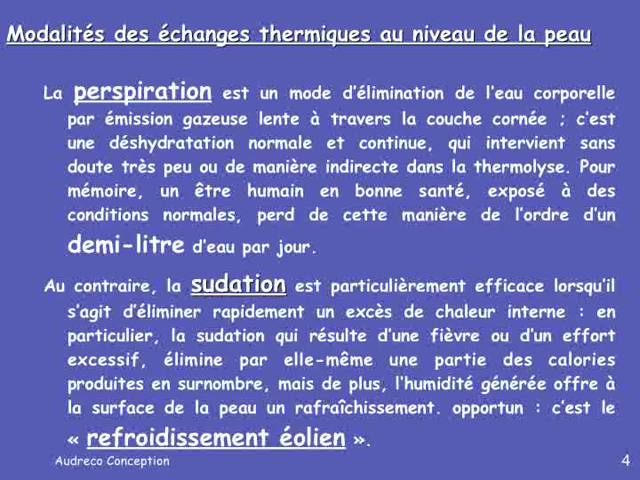 Modalités des échanges thermiques au niveau de la peau
La perspiration est un mode d'élimination de l'eau corporelle
par émission gazeuse lente à travers la couche cornée ; c'est
une déshydratation normale et continue, qui intervient sans
doute très peu ou de manière indirecte dans la thermolyse. Pour
mémoire, un être humain en bonne santé, exposé à des
conditions normales, perd de cette manière de l'ordre d'un
demi-litre d'eau par jour.
Au contraire, la sudation est particulièrement efficace lorsqu'il
s'agit d'éliminer rapidement un excès de chaleur interne : en
particulier, la sudation qui résulte d'une fièvre ou d'un effort
excessif, élimine par elle-même une partie des calories
produites en surnombre, mais de plus, l'humidité générée offre à
la surface de la peau un rafraîchissement. opportun : c'est le
« refroidissement éolien ».
Audreco Conception
4